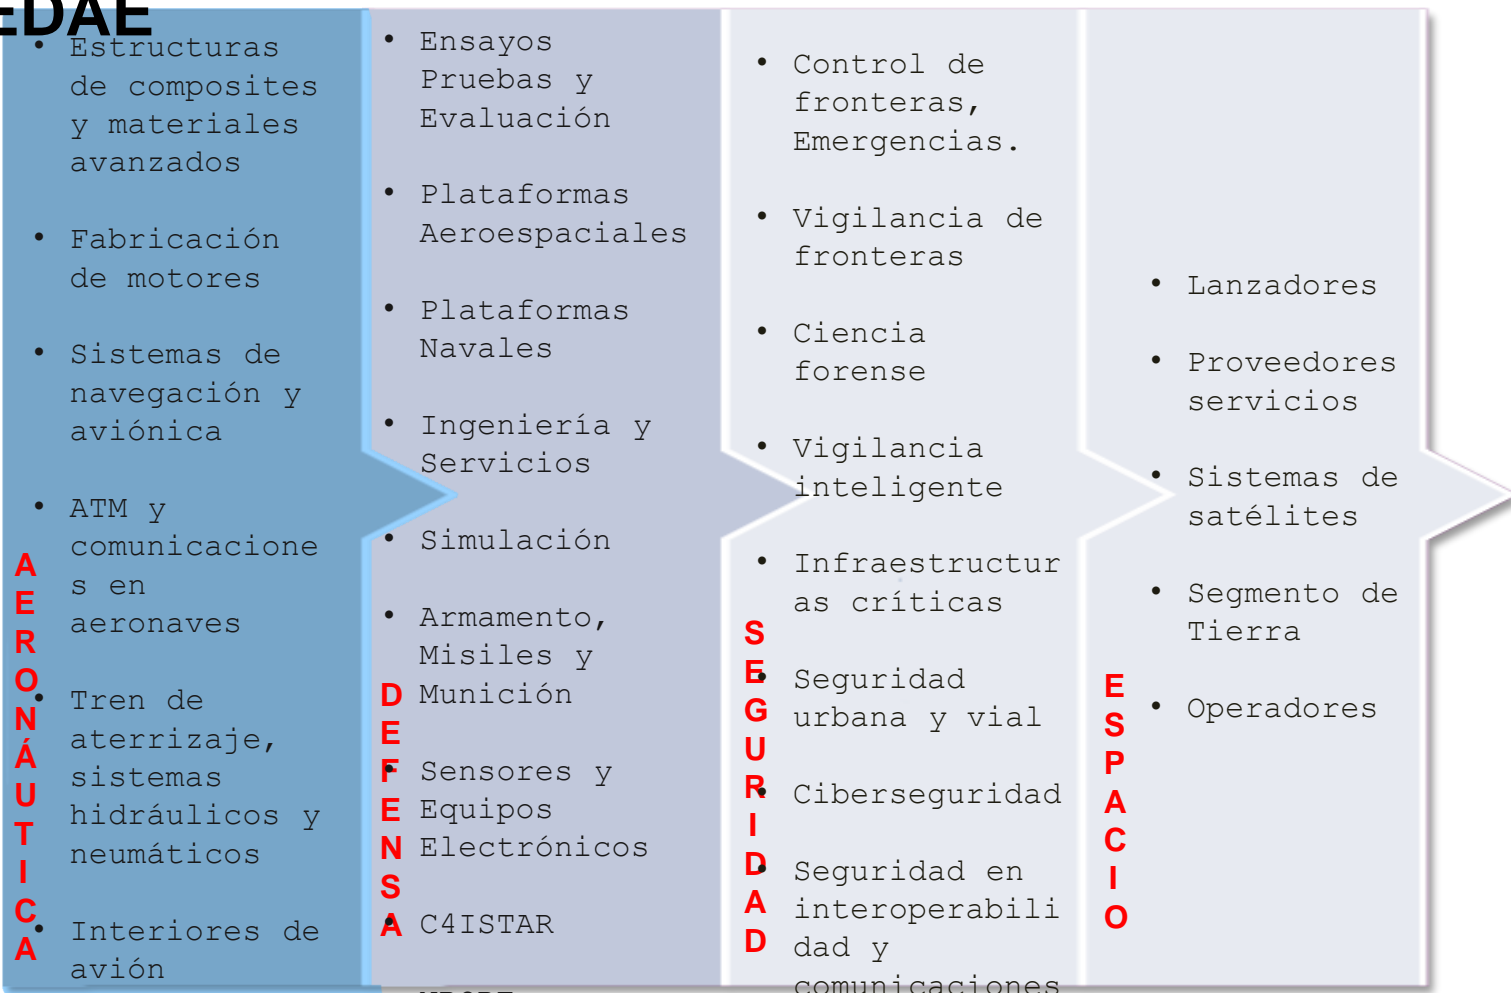 EDAE
• Estructuras
de composites
y materiales
avanzados
• Fabricación
de motores
• Sistemas de
navegación y
aviónica
• ATM y
comunicacione
s en
aeronaves
• Tren de
aterrizaje,
sistemas
hidráulicos y
neumáticos
• Interiores de
avión
AERONÁUTICA
• Ensayos
Pruebas y
Evaluación
• Plataformas
Aeroespaciales
• Plataformas
Navales
• Ingeniería y
Servicios
• Simulación
• Armamento,
Misiles y
Munición
• Sensores y
Equipos
Electrónicos
• C4ISTAR
DEFENSA
• Control de
fronteras,
Emergencias.
• Vigilancia de
fronteras
• Ciencia
forense
• Vigilancia
inteligente
• Infraestructur
as críticas
• Seguridad
urbana y vial
• Ciberseguridad
• Seguridad en
interoperabili
dad y
comunicaciones
SEGURIDAD
• Lanzadores
• Proveedores
servicios
• Sistemas de
satélites
• Segmento de
Tierra
• Operadores
ESPACIO